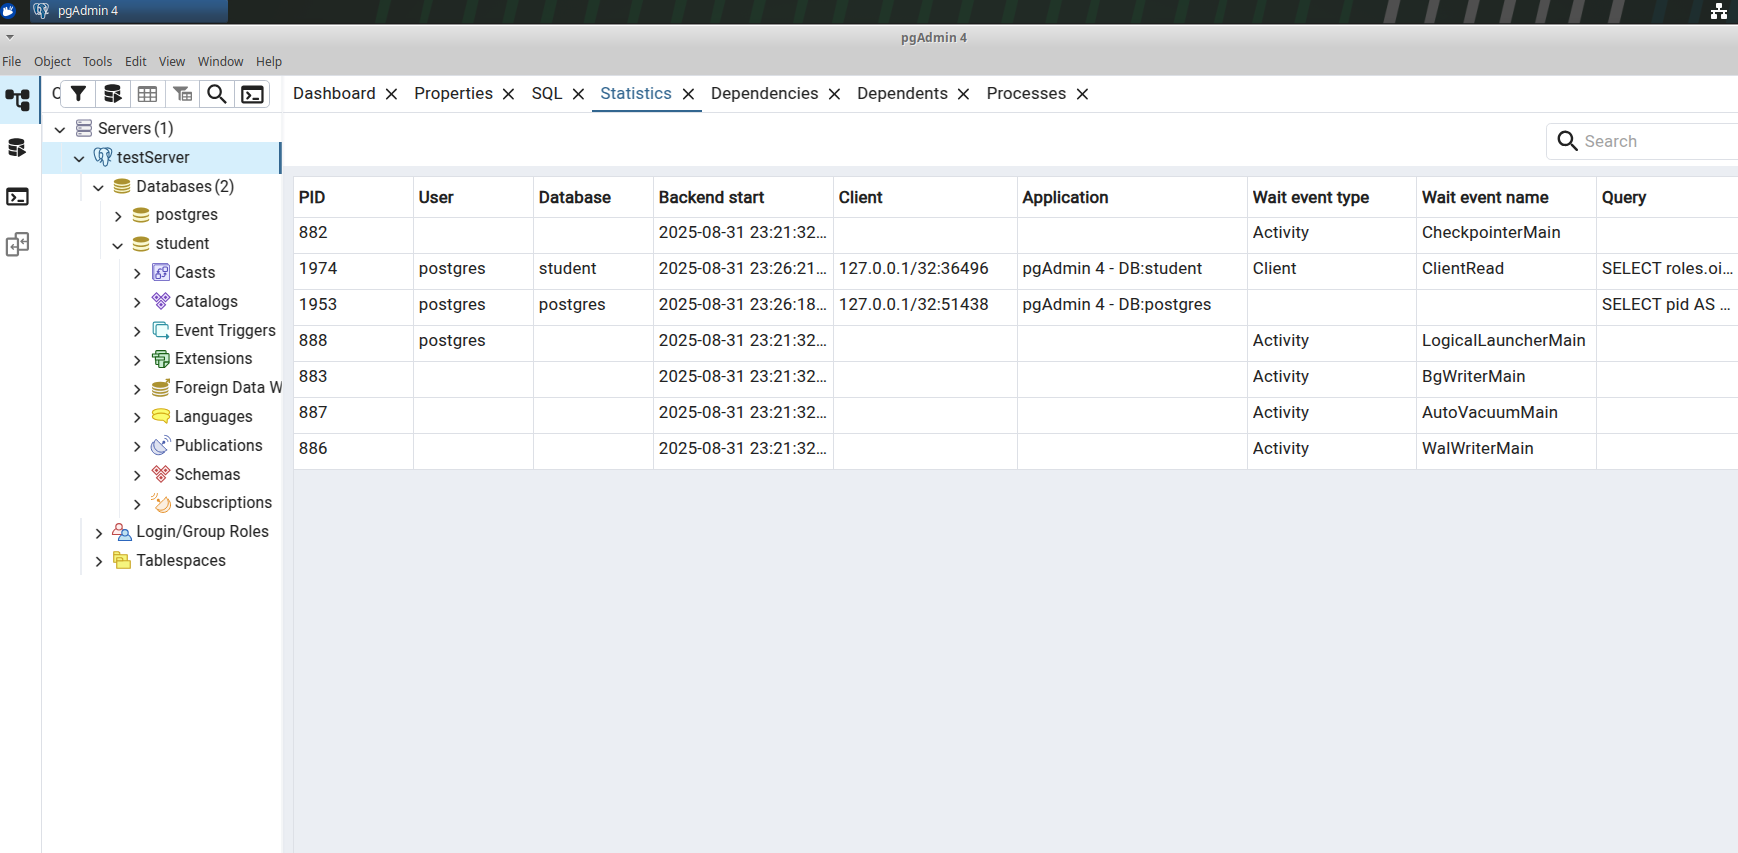 pgAdmin 4
pgAdmin 4
File Object Tools Edit View Window Help
Dashboard Properties SQL Statistics Dependencies Dependents Processes
Servers (1)
Search
testServer
Databases (2)
postgres
student
Casts
Catalogs
Event Triggers
Extensions
Foreign Data W
Languages
Publications
Schemas
Subscriptions
Login/Group Roles
Tablespaces
PID User Database Backend start Client Application Wait event type Wait event name Query
882 2025-08-31 23:21:32... Activity CheckpointerMain
1974 postgres student 2025-08-31 23:26:21... 127.0.0.1/32:36496 pgAdmin 4 - DB:student Client ClientRead SELECT roles.oi...
1953 postgres postgres 2025-08-31 23:26:18... 127.0.0.1/32:51438 pgAdmin 4 - DB:postgres SELECT pid AS ...
888 postgres 2025-08-31 23:21:32... Activity LogicalLauncherMain
883 2025-08-31 23:21:32... Activity BgWriterMain
887 2025-08-31 23:21:32... Activity AutoVacuumMain
886 2025-08-31 23:21:32... Activity WalWriterMain